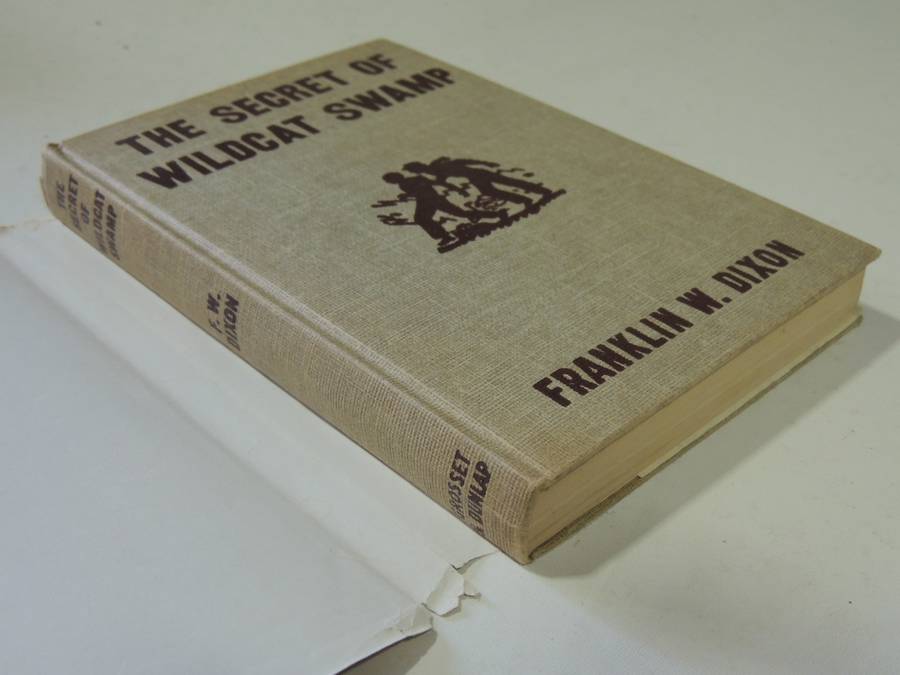 THE SECRET OF
WILDCAT SWAMP
FRANKLIN W. DIXON
THE
SECRET
OF
WILDCAT
SWAMP
F. W.
DIXON
GROSSET
& DUNLAP